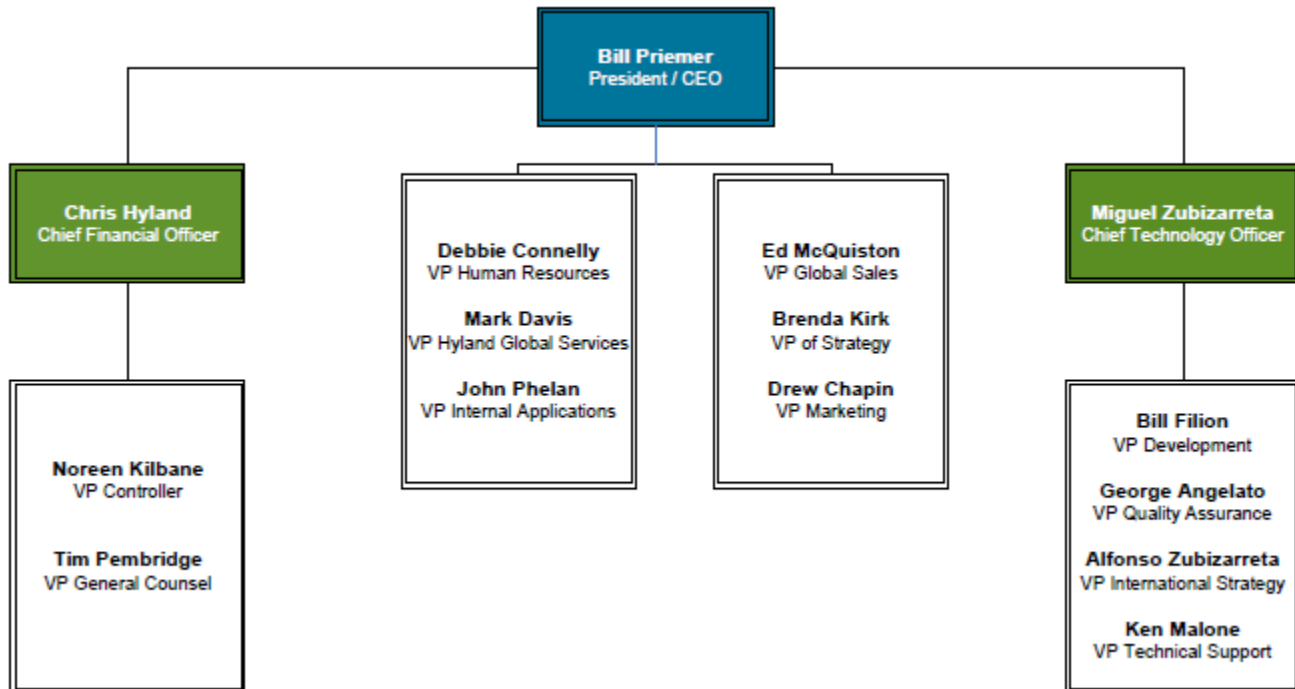 Bill Priemer
President / CEO
Chris Hyland
Chief Financial Officer
Debbie Connelly
VP Human Resources
Mark Davis
VP Hyland Global Services
John Phelan
VP Internal Applications
Ed McQuiston
VP Global Sales
Brenda Kirk
VP of Strategy
Drew Chapin
VP Marketing
Miguel Zubizarreta
Chief Technology Officer
Noreen Kilbane
VP Controller
Tim Pembridge
VP General Counsel
Bill Filion
VP Development
George Angelato
VP Quality Assurance
Alfonso Zubizarreta
VP International Strategy
Ken Malone
VP Technical Support